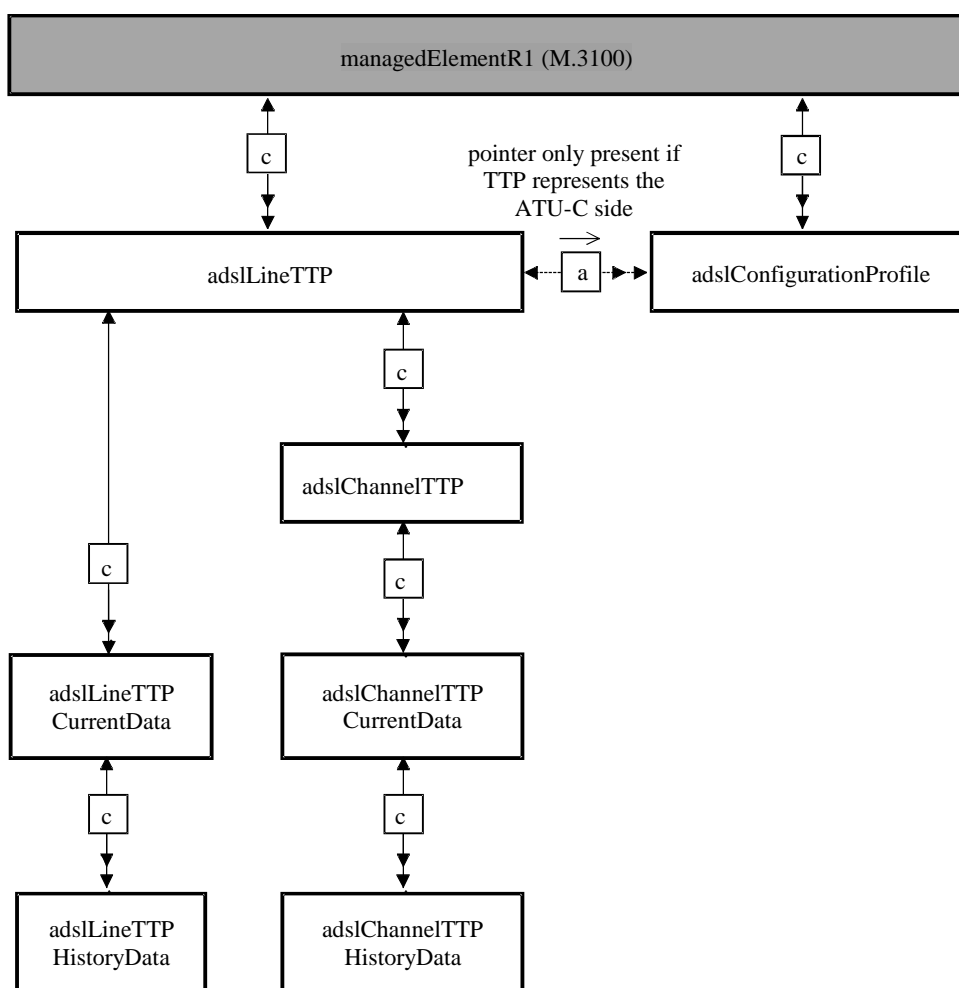 managedElementR1 (M.3100)
c
c
pointer only present if
TTP represents the
ATU-C side
adslLineTTP
a
adslConfigurationProfile
c
adslChannelTTP
c
c
adslLineTTP
CurrentData
adslChannelTTP
CurrentData
c
c
adslLineTTP
HistoryData
adslChannelTTP
HistoryData